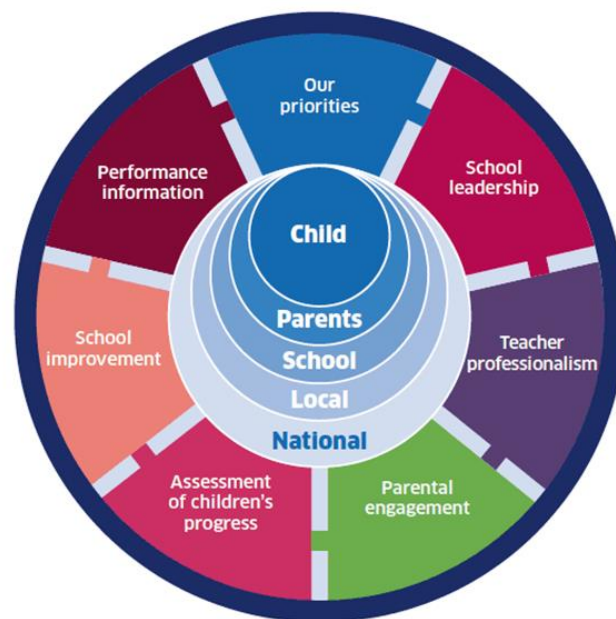 Our
priorities
School
leadership
Teacher
professionalism
Parental
engagement
Assessment
of children's
progress
School
improvement
Performance
information
Child
Parents
School
Local
National